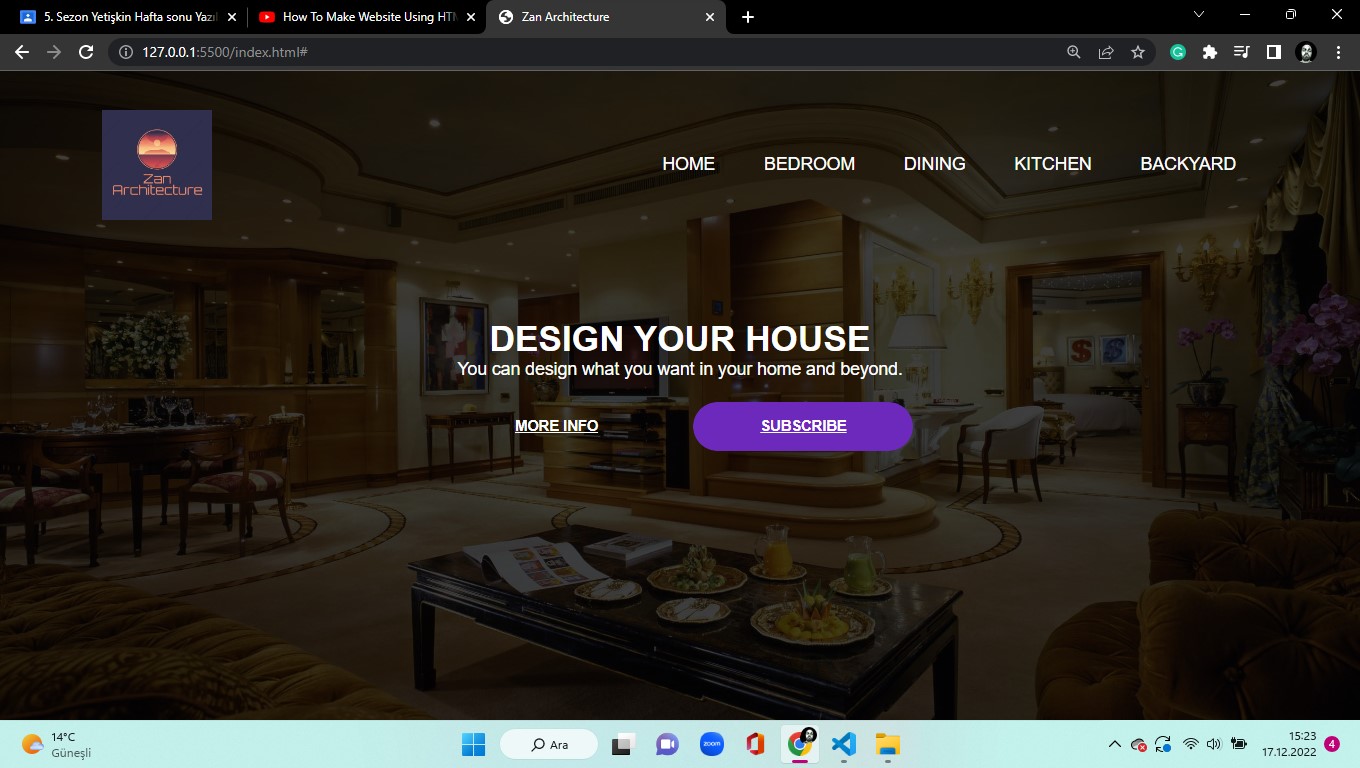 5. Sezon Yetişkin Hafta sonu Yazıl
How To Make Website Using HTM
Zan Architecture
127.0.0.1:5500/index.html#
Zan
Architecture
HOME
BEDROOM
DINING
KITCHEN
BACKYARD
DESIGN YOUR HOUSE
You can design what you want in your home and beyond.
MORE INFO
SUBSCRIBE
14°C
Güneşli
Ara
zoom
15:23
17.12.2022
4